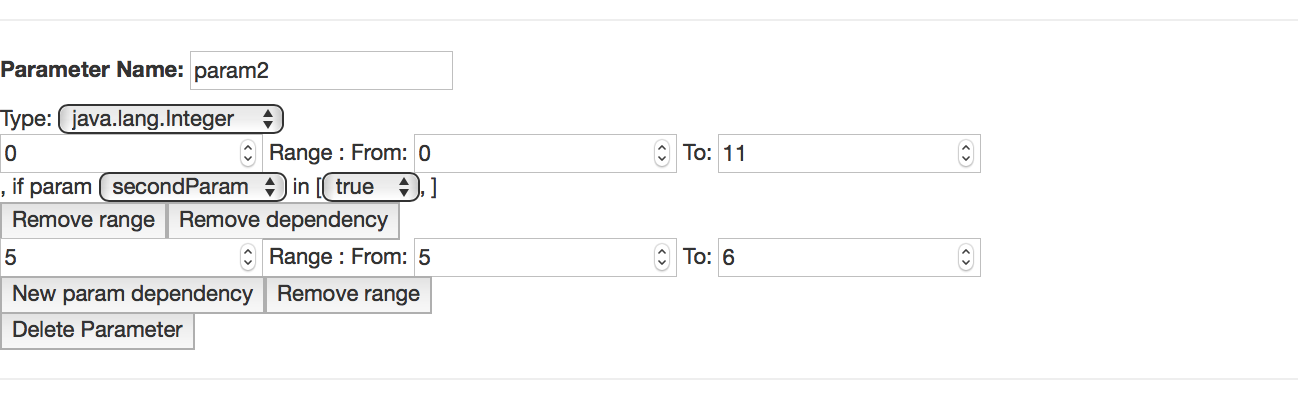 Parameter Name: param2
Type: java.lang.Integer
0 Range : From: 0 To: 11
, if param secondParam in [ true , ]
Remove range Remove dependency
5 Range : From: 5 To: 6
New param dependency Remove range
Delete Parameter